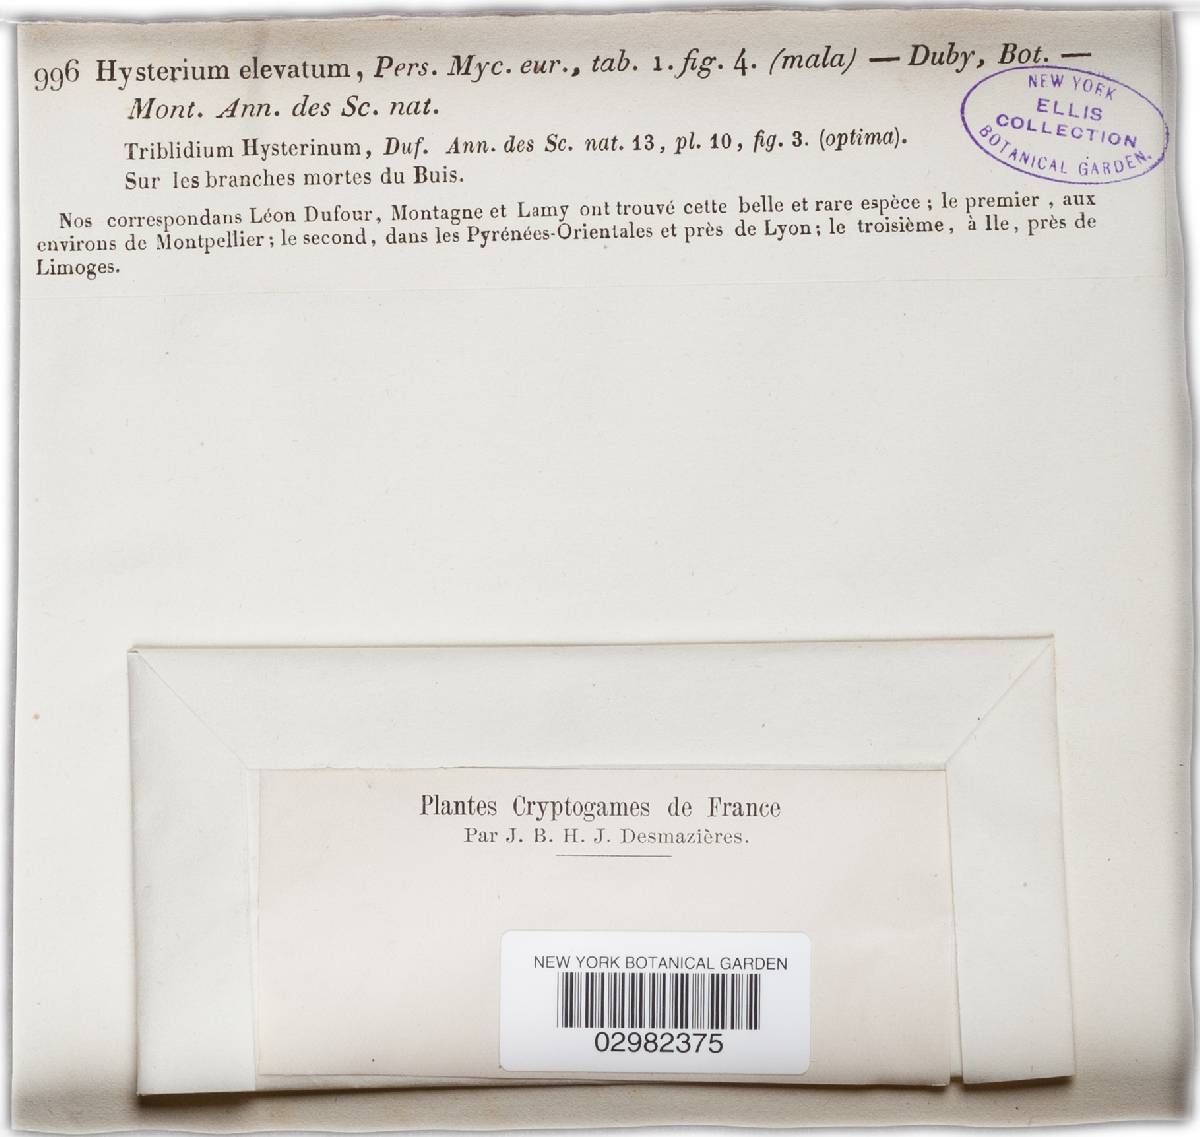 996 Hysterium elevatum, Pers. Myc. eur., tab. 1. fig. 4. (mala) — Duby, Bot. —
Mont. Ann. des Sc. nat.
Triblidium Hysterinum, Duf. Ann. des Sc. nat. 13, pl. 10, fig. 3. (optima).
Sur les branches mortes du Buis.
Nos correspondans Léon Dufour, Montagne et Lamy ont trouvé cette belle et rare espèce ; le premier , aux
environs de Montpellier ; le second, dans les Pyrénées-Orientales et près de Lyon ; le troisième, à Ile, près de
Limoges.
NEW YORK
ELLIS
COLLECTION
BOTANICAL GARDEN.
Plantes Cryptogames de France
Par J. B. H. J. Desmazières.
NEW YORK BOTANICAL GARDEN
02982375